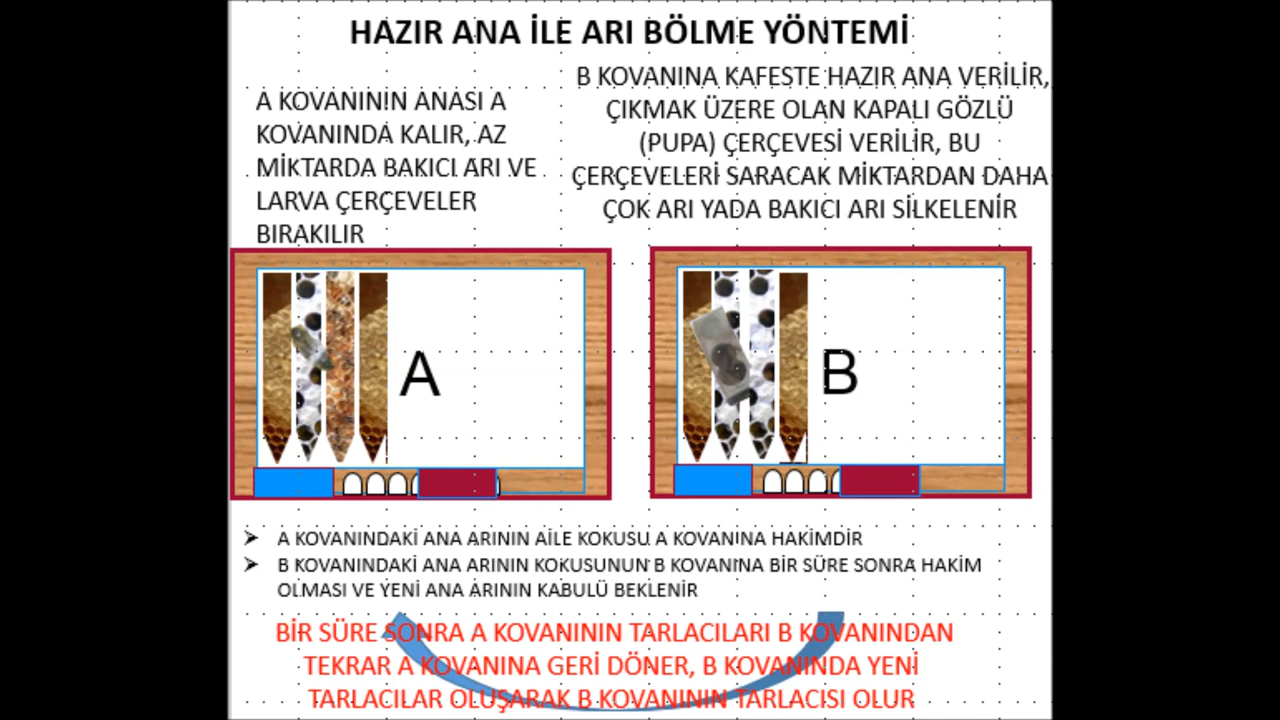 HAZIR ANA İLE ARI BÖLME YÖNTEMİ
A KOVANININ ANASI A
KOVANINDA KALIR, AZ
MİKTARDA BAKICI ARI VE
LARVA ÇERÇEVELER
BIRAKILIR
B KOVANINA KAFESTE HAZIR ANA VERİLİR,
ÇIKMAK ÜZERE OLAN KAPALI GÖZLÜ
(PUPA) ÇERÇEVESİ VERİLİR, BU
ÇERÇEVELERİ SARACAK MİKTARDAN DAHA
ÇOK ARI YADA BAKICI ARI SİLKELENİR
A
B
➢ A KOVANINDAKİ ANA ARININ AİLE KOKUSU A KOVANINA HAKİMDİR
➢ B KOVANINDAKİ ANA ARININ KOKUSUNUN B KOVANINA BİR SÜRE SONRA HAKİM
OLMASI VE YENİ ANA ARININ KABULÜ BEKLENİR
BİR SÜRE SONRA A KOVANININ TARLACILARI B KOVANINDAN
TEKRAR A KOVANINA GERİ DÖNER, B KOVANINDA YENİ
TARLACILAR OLUŞARAK B KOVANININ TARLACISI OLUR